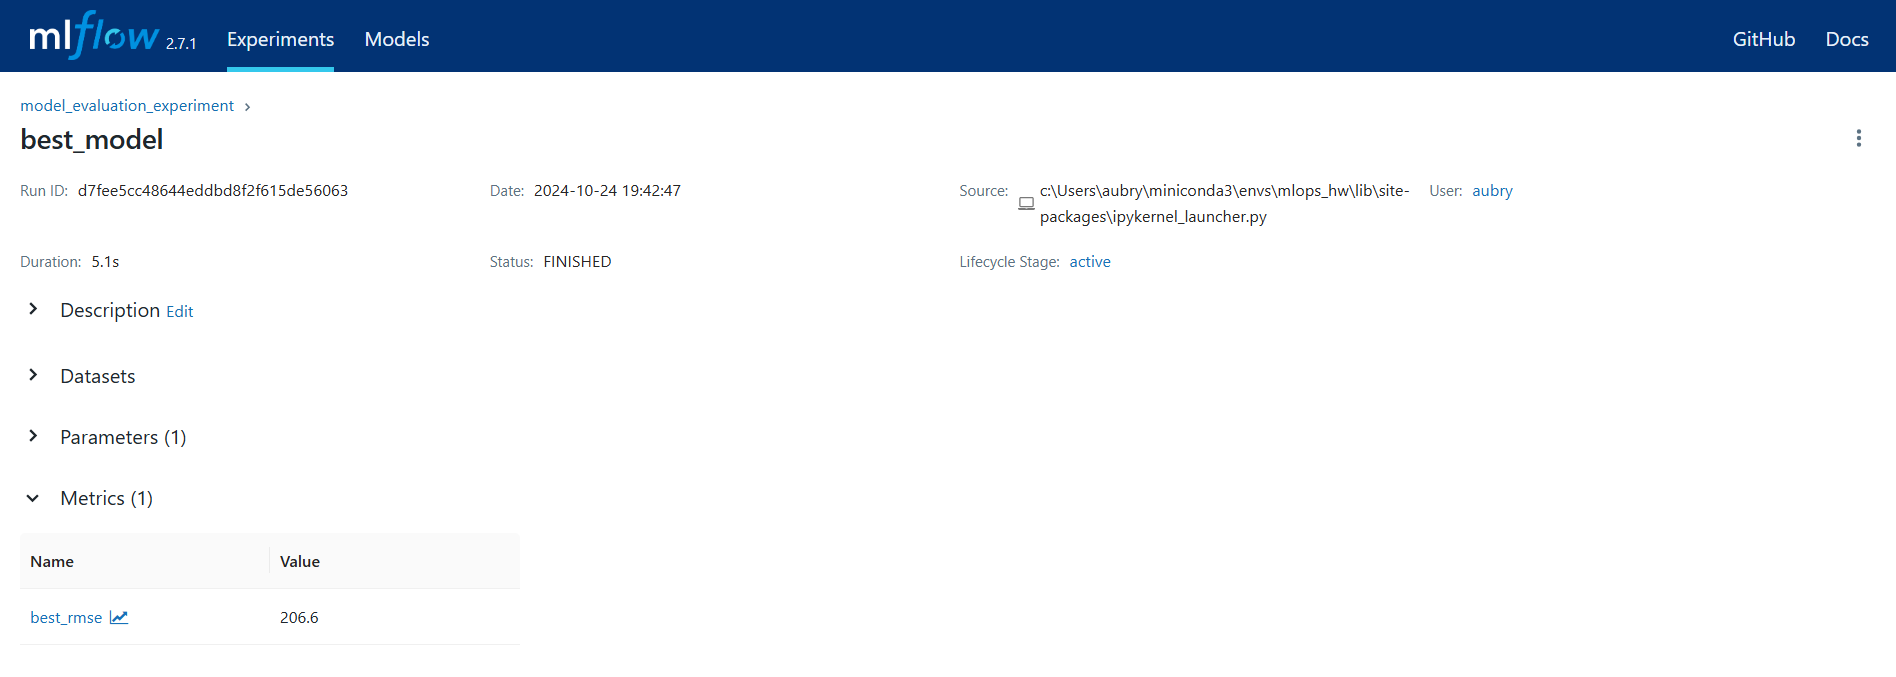 mlflow 2.7.1 Experiments Models GitHub Docs
model_evaluation_experiment
best_model
Run ID: d7fee5cc48644eddbd8f2f615de56063 Date: 2024-10-24 19:42:47 Source: c:\Users\aubry\miniconda3\envs\mlops_hw\lib\site- User: aubry
packages\ipykernel_launcher.py
Duration: 5.1s Status: FINISHED Lifecycle Stage: active
Description Edit
Datasets
Parameters (1)
Metrics (1)
Name Value
best_rmse 206.6